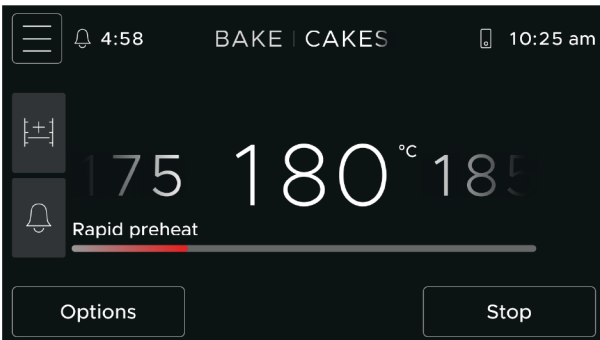 4:58 BAKE | CAKES 10:25 am
175 180 °C 185
Rapid preheat
Options Stop